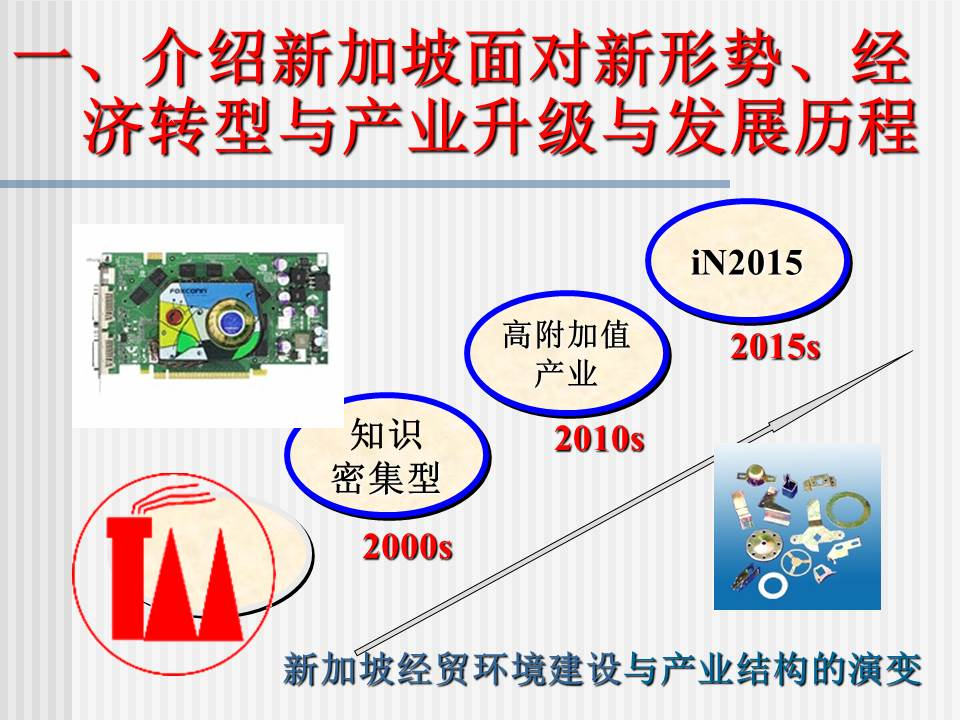 一、介绍新加坡面对新形势、经
济转型与产业升级与发展历程
iN2015
FOXCONN
高附加值
产业
2015s
知识
密集型
2010s
2000s
新加坡经贸环境建设与产业结构的演变